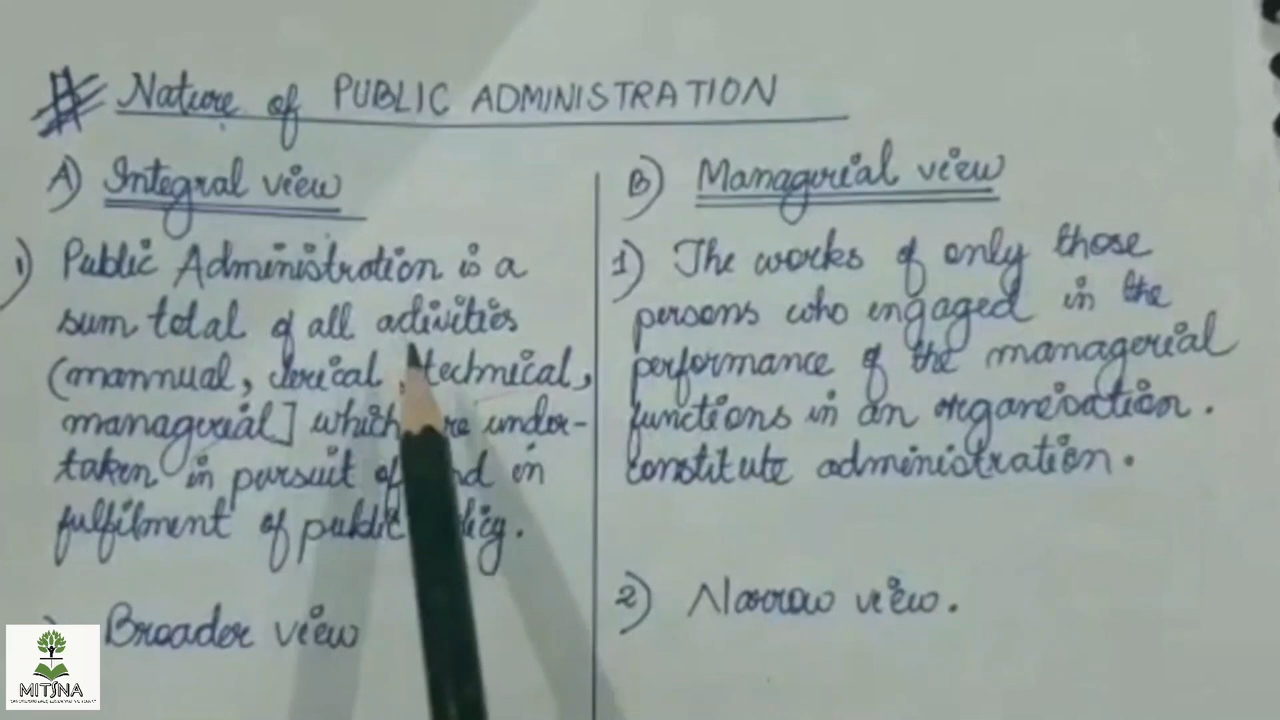 # Nature of PUBLIC ADMINISTRATION
A) Integral view
1) Public Administration is a
sum total of all activities
(mannual, clerical, technical,
managerial] which under-
taken in pursuit of in
fulfilment of public
Broader view
B) Managerial view
1) The works of only those
persons who engaged in the
performance of the managerial
functions in an organisation.
constitute administration.
2) Narrow view.
MITSNA